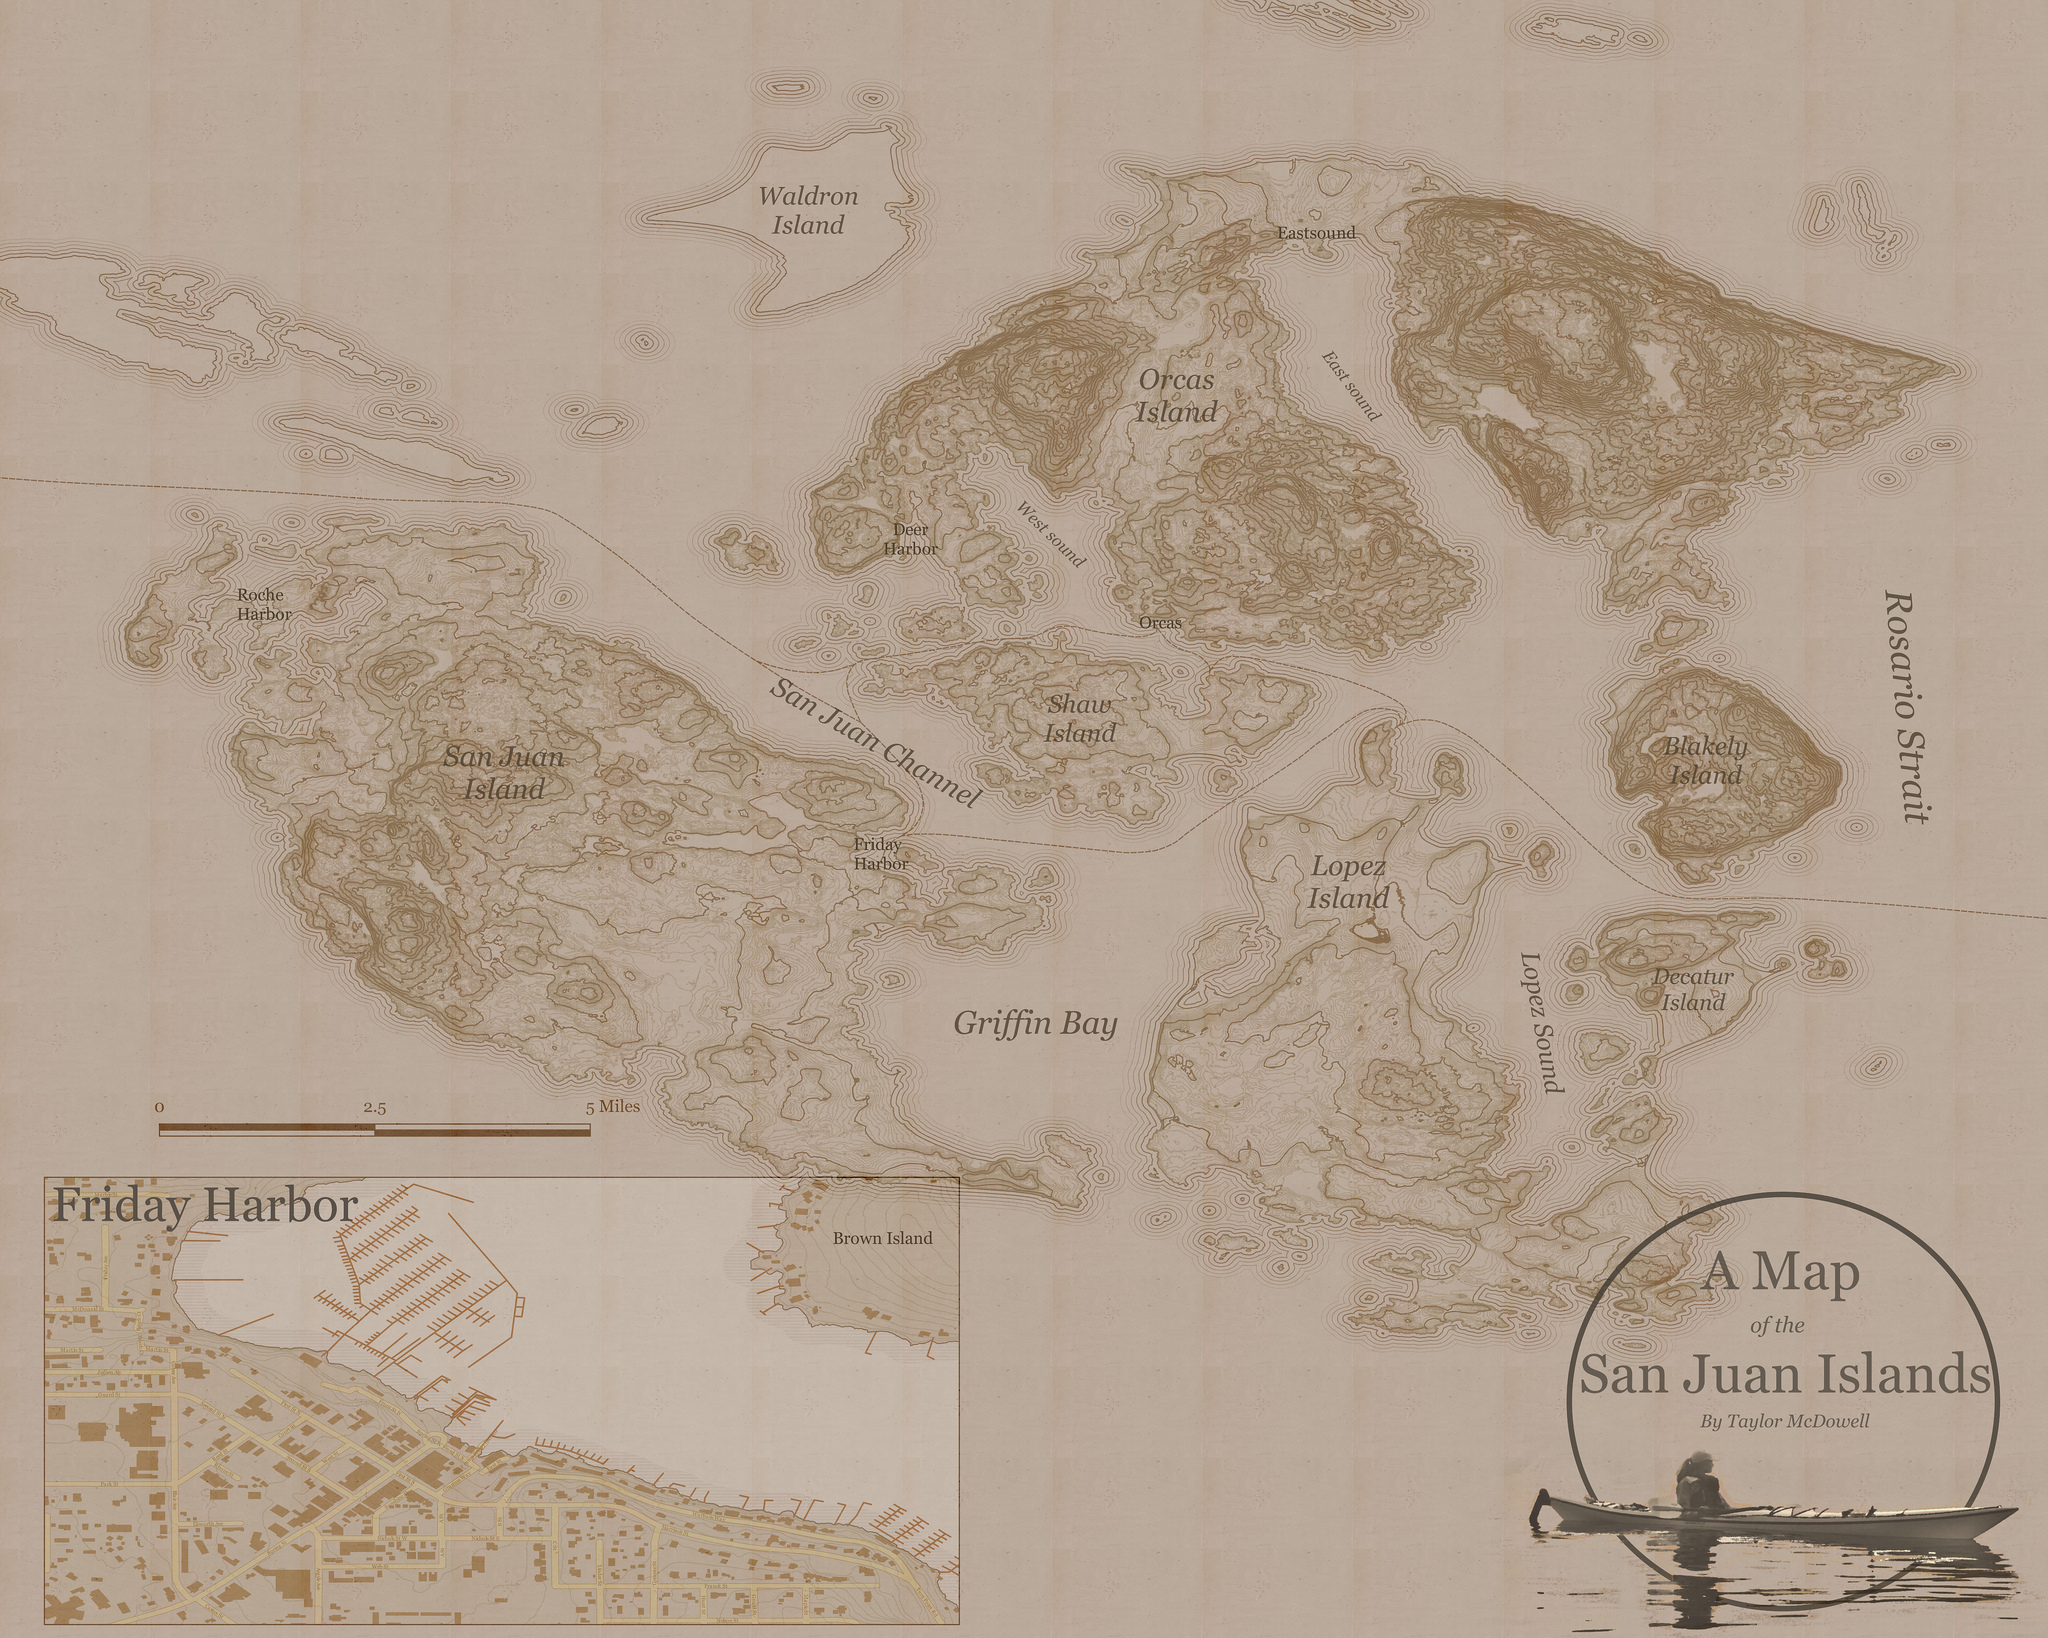 Waldron
Island
Eastsound
East sound
Orcas
Island
West sound
Deer
Harbor
Roche
Harbor
Orcas
Rosario Strait
San Juan Channel
Shaw
Island
San Juan
Island
Blakely
Island
Friday
Harbor
Lopez
Island
Lopez Sound
Decatur
Island
Griffin Bay
0 2.5 5 Miles
Friday Harbor
Brown Island
A Map
of the
San Juan Islands
By Taylor McDowell